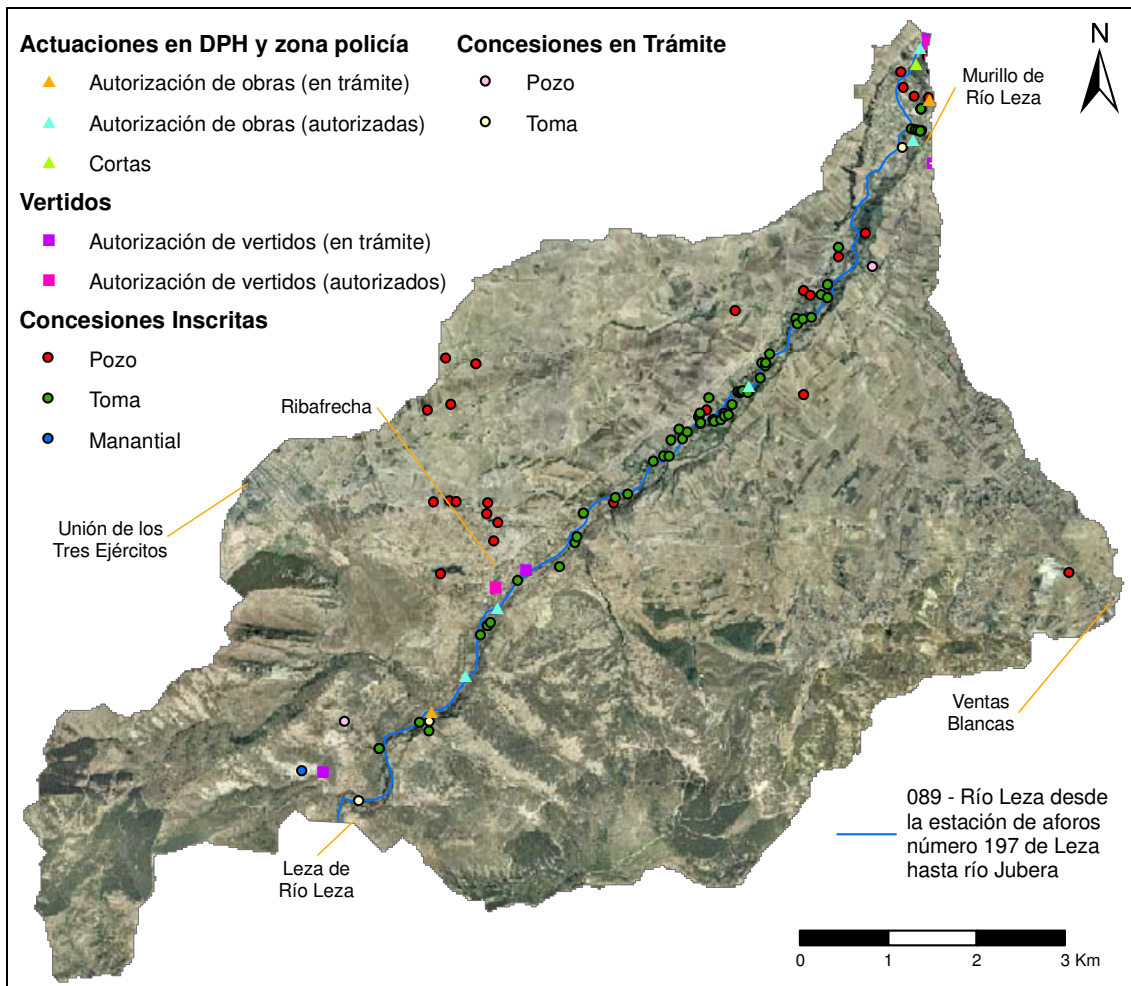 Actuaciones en DPH y zona policía
Autorización de obras (en trámite)
Autorización de obras (autorizadas)
Cortas
Vertidos
Autorización de vertidos (en trámite)
Autorización de vertidos (autorizados)
Concesiones Inscritas
Pozo
Toma
Manantial
Concesiones en Trámite
Pozo
Toma
N
Murillo de
Río Leza
Ribafrecha
Unión de los
Tres Ejércitos
Ventas
Blancas
Leza de
Río Leza
089 - Río Leza desde
la estación de aforos
número 197 de Leza
hasta río Jubera
0 1 2 3 Km